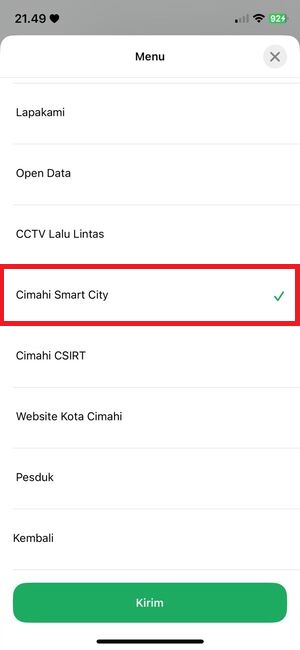 21.49
92
Menu
Lapakami
Open Data
CCTV Lalu Lintas
Cimahi Smart City
Cimahi CSIRT
Website Kota Cimahi
Pesduk
Kembali
Kirim